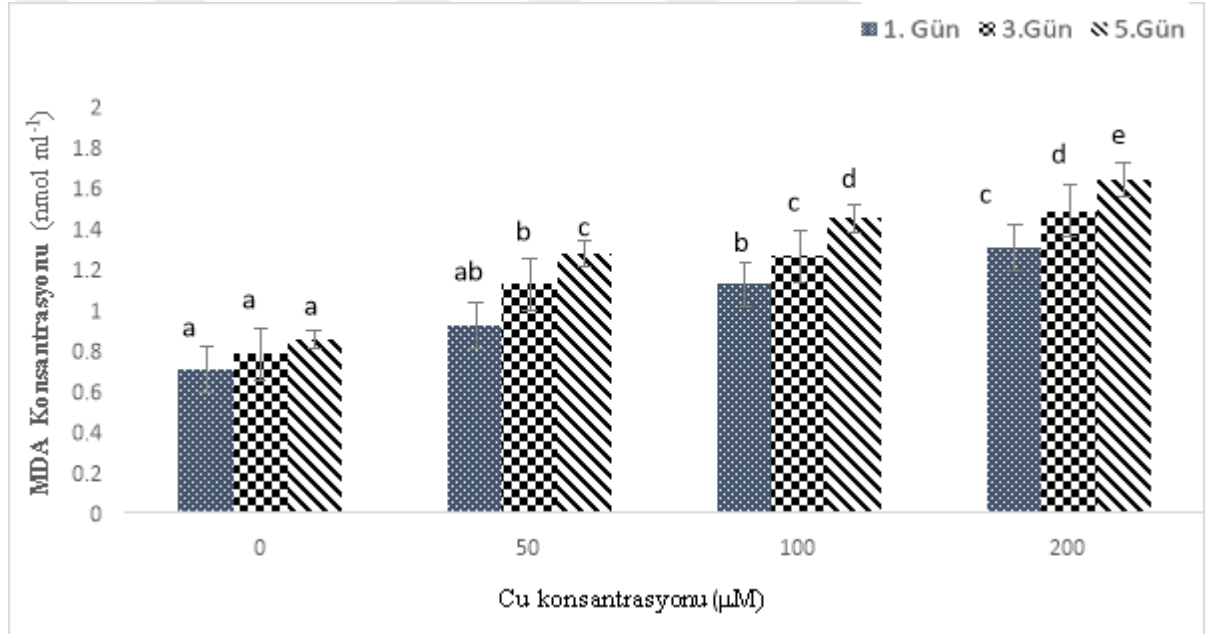 1. Gün 3.Gün 5.Gün
MDA Konsantrasyonu (nmol ml⁻¹)
2
1.8
1.6
1.4
1.2
1
0.8
0.6
0.4
0.2
0
a a a
ab b c
b c d
c d e
0 50 100 200
Cu konsantrasyonu (µM)